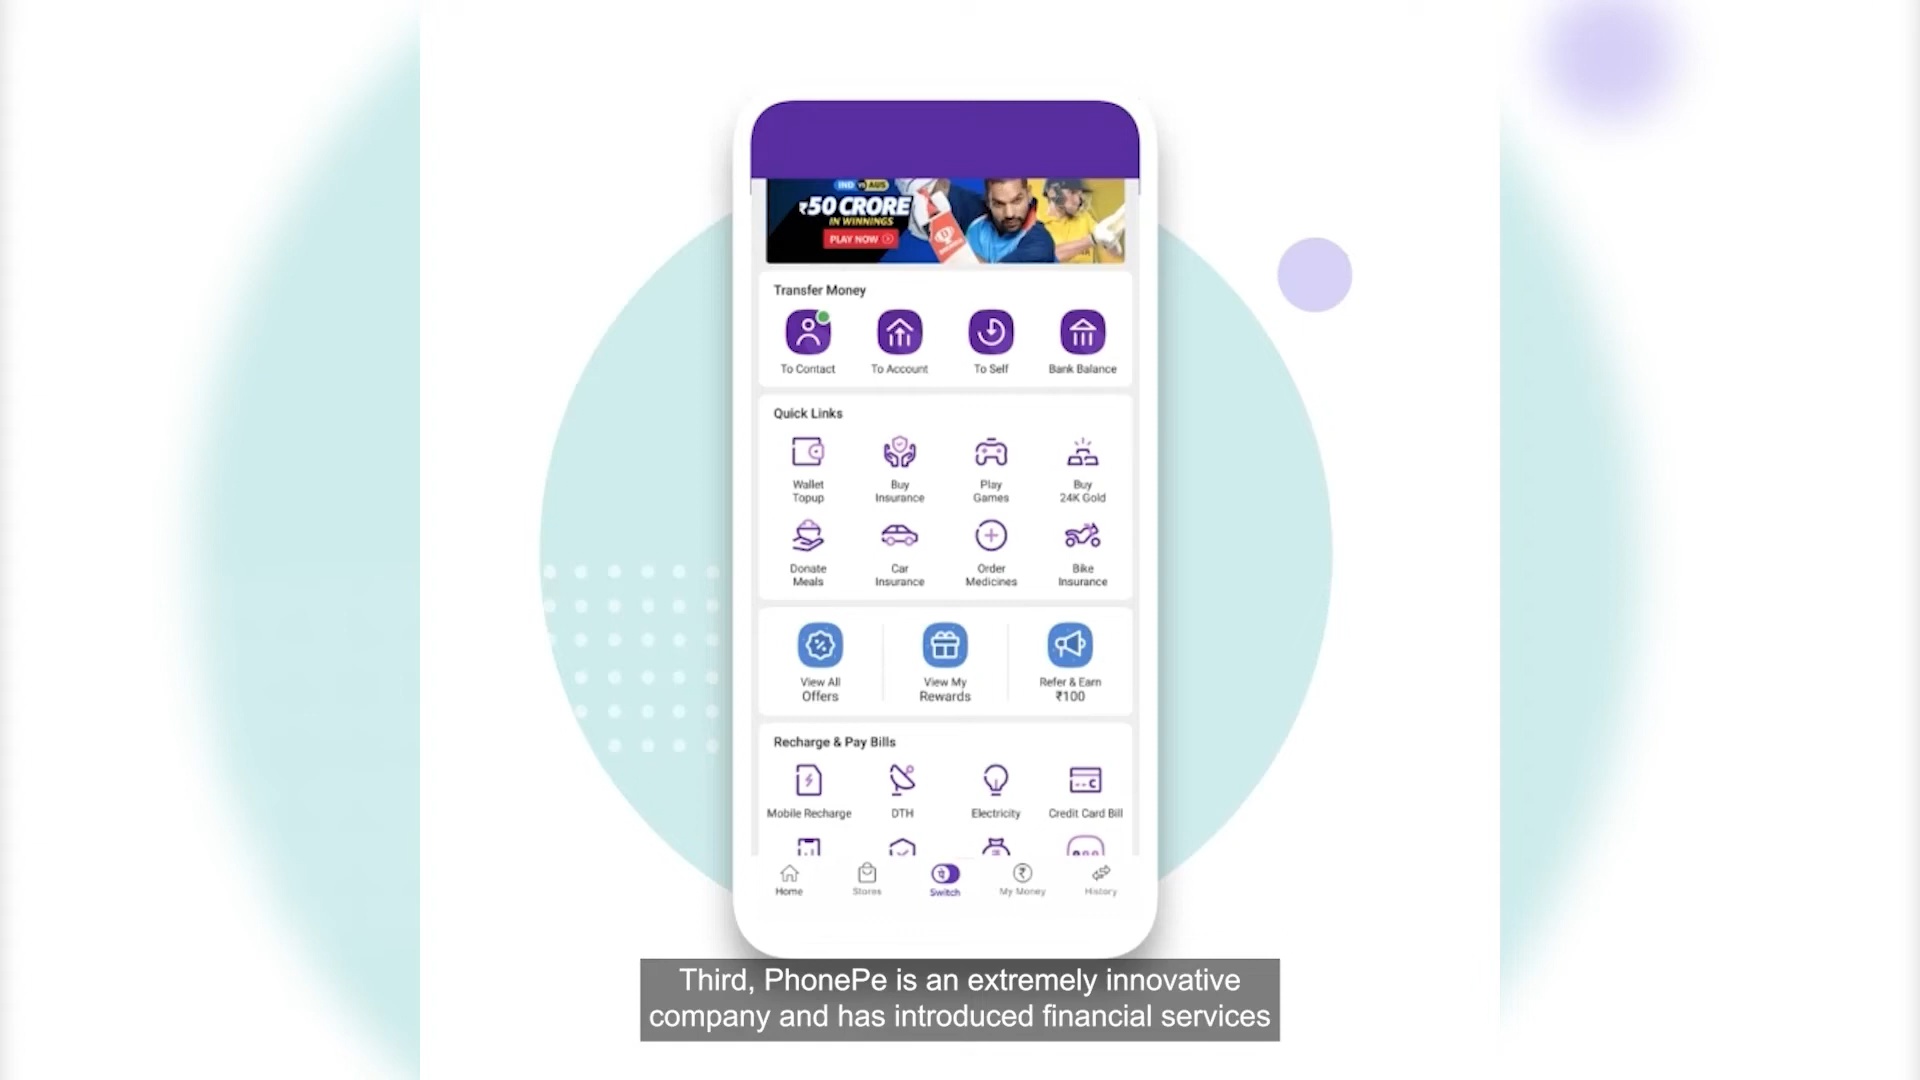 IND VS AUS
₹50 CRORE
IN WINNINGS
PLAY NOW
Transfer Money
To Contact
To Account
To Self
Bank Balance
Quick Links
Wallet
Topup
Buy
Insurance
Play
Games
Buy
24K Gold
Donate
Meals
Car
Insurance
Order
Medicines
Bike
Insurance
View All
Offers
View My
Rewards
Refer & Earn
₹100
Recharge & Pay Bills
Mobile Recharge
DTH
Electricity
Credit Card Bill
Home
Stores
Switch
My Money
History
Third, PhonePe is an extremely innovative
company and has introduced financial services